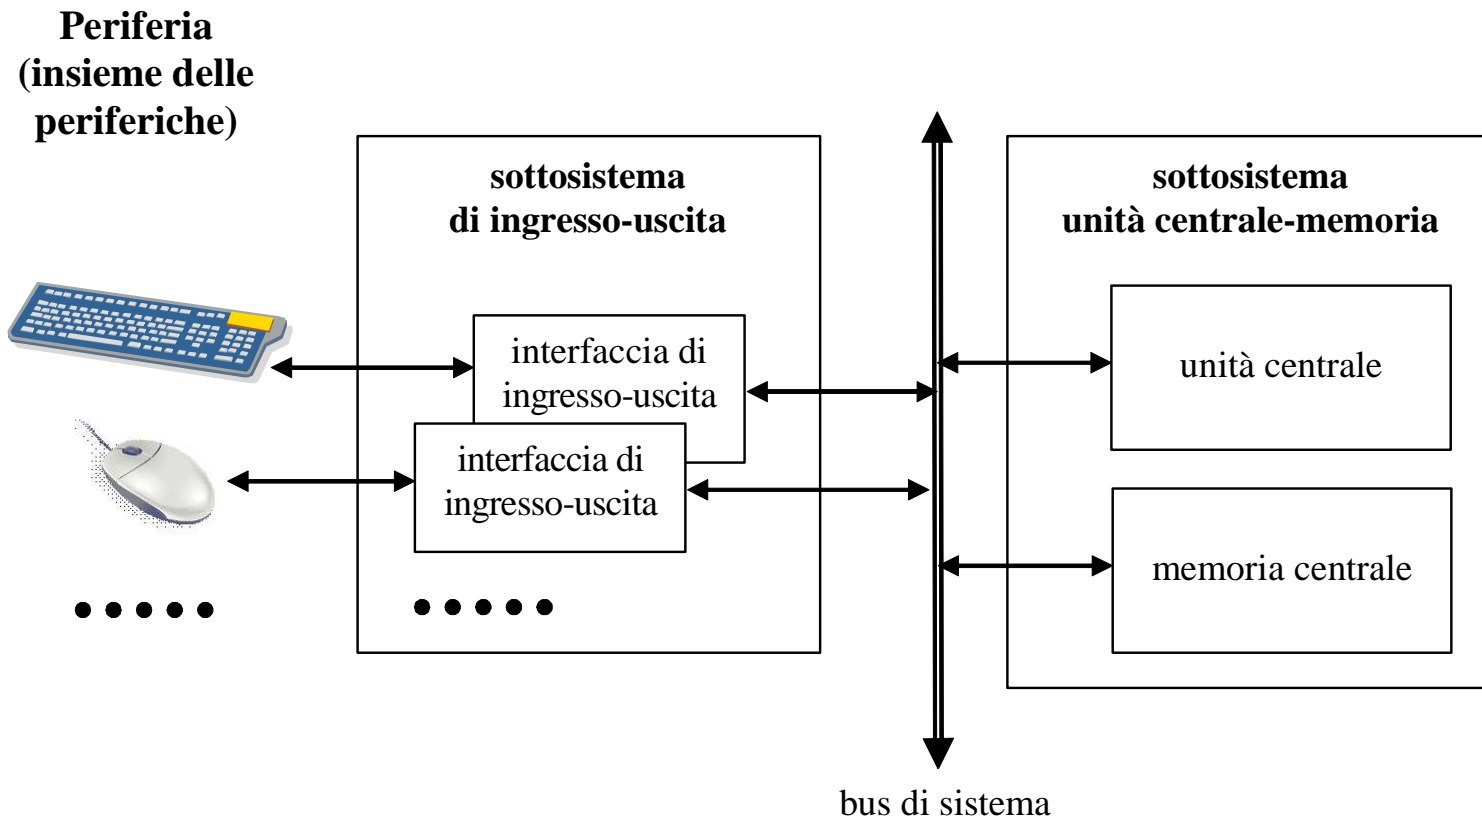 Periferia
(insieme delle
periferiche)
sottosistema
di ingresso-uscita
interfaccia di
ingresso-uscita
interfaccia di
ingresso-uscita
sottosistema
unità centrale-memoria
unità centrale
memoria centrale
bus di sistema